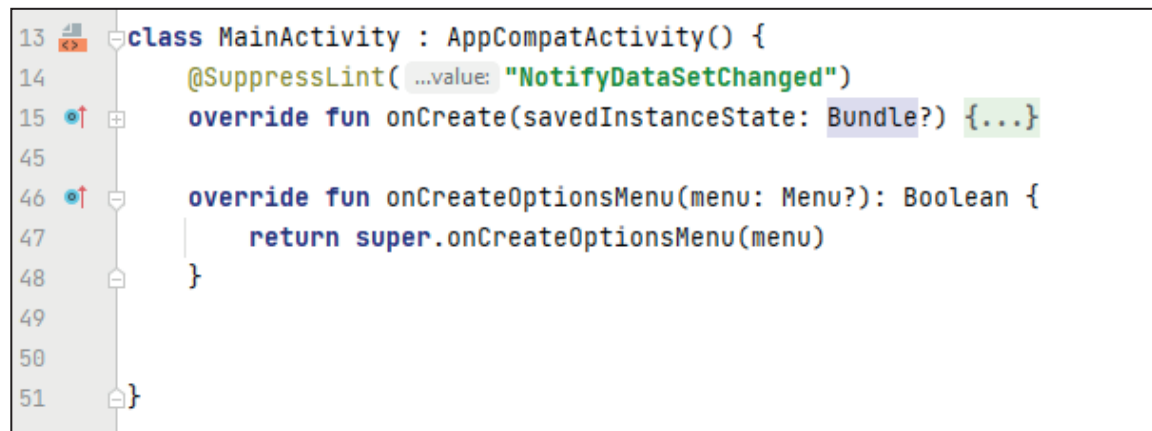 13 class MainActivity : AppCompatActivity() {
14 @SuppressLint( ...value: "NotifyDataSetChanged")
15 override fun onCreate(savedInstanceState: Bundle?) {...}
45
46 override fun onCreateOptionsMenu(menu: Menu?): Boolean {
47 return super.onCreateOptionsMenu(menu)
48 }
49
50
51 }